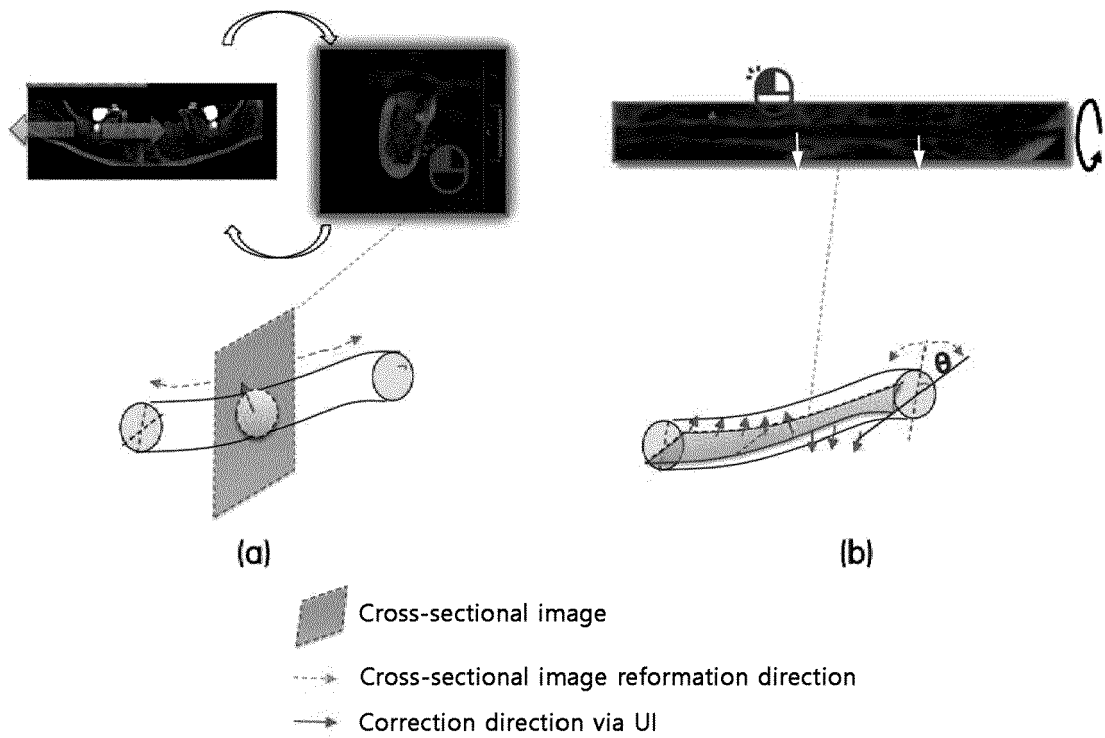 θ
(a)
(b)
Cross-sectional image
Cross-sectional image reformation direction
Correction direction via UI